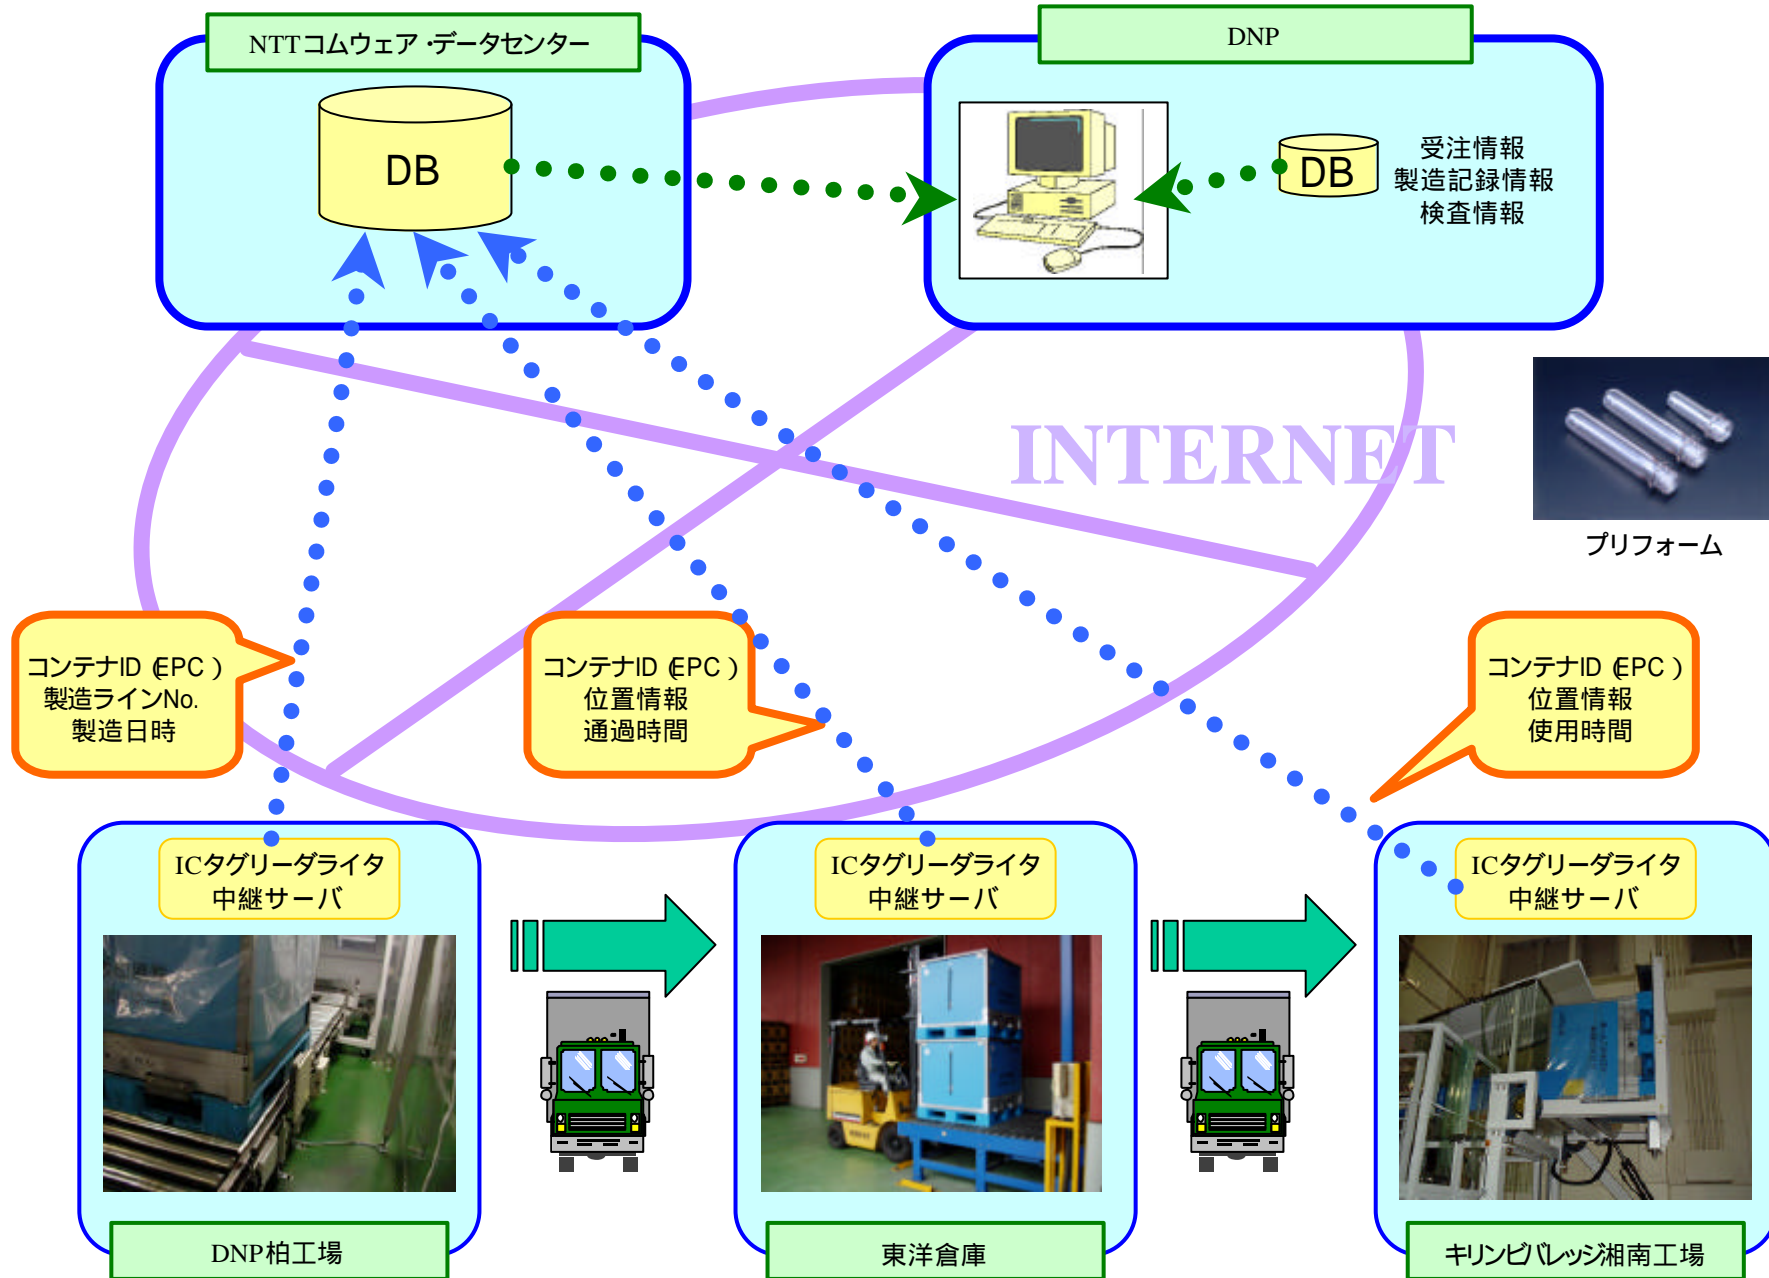 NTTコムウェア・データセンター
DNP
DB
DB
受注情報
製造記録情報
検査情報
INTERNET
プリフォーム
コンテナID（EPC）
製造ラインNo.
製造日時
コンテナID（EPC）
位置情報
通過時間
コンテナID（EPC）
位置情報
使用時間
ICタグリーダライタ
中継サーバ
ICタグリーダライタ
中継サーバ
ICタグリーダライタ
中継サーバ
DNP柏工場
東洋倉庫
キリンビバレッジ湘南工場